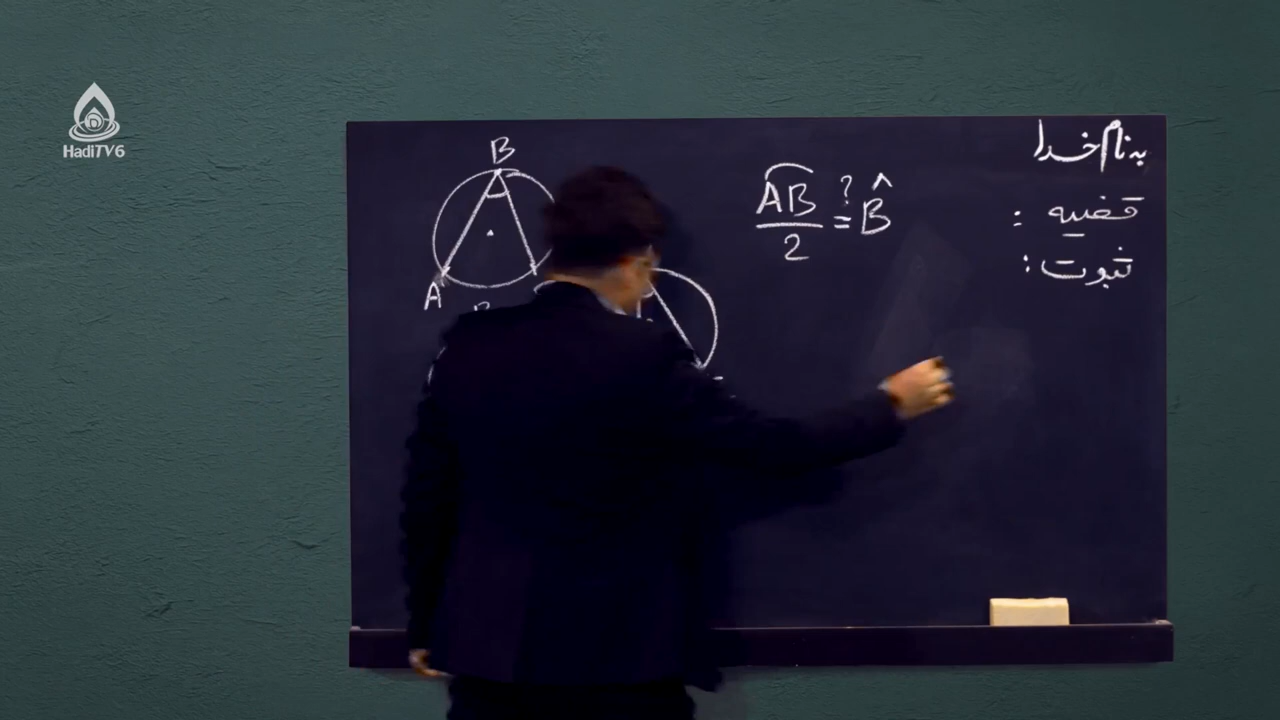 HadiTV6
به نام خدا
قضیه :
ثبوت :
B
A
AB/2 ≟ B̂